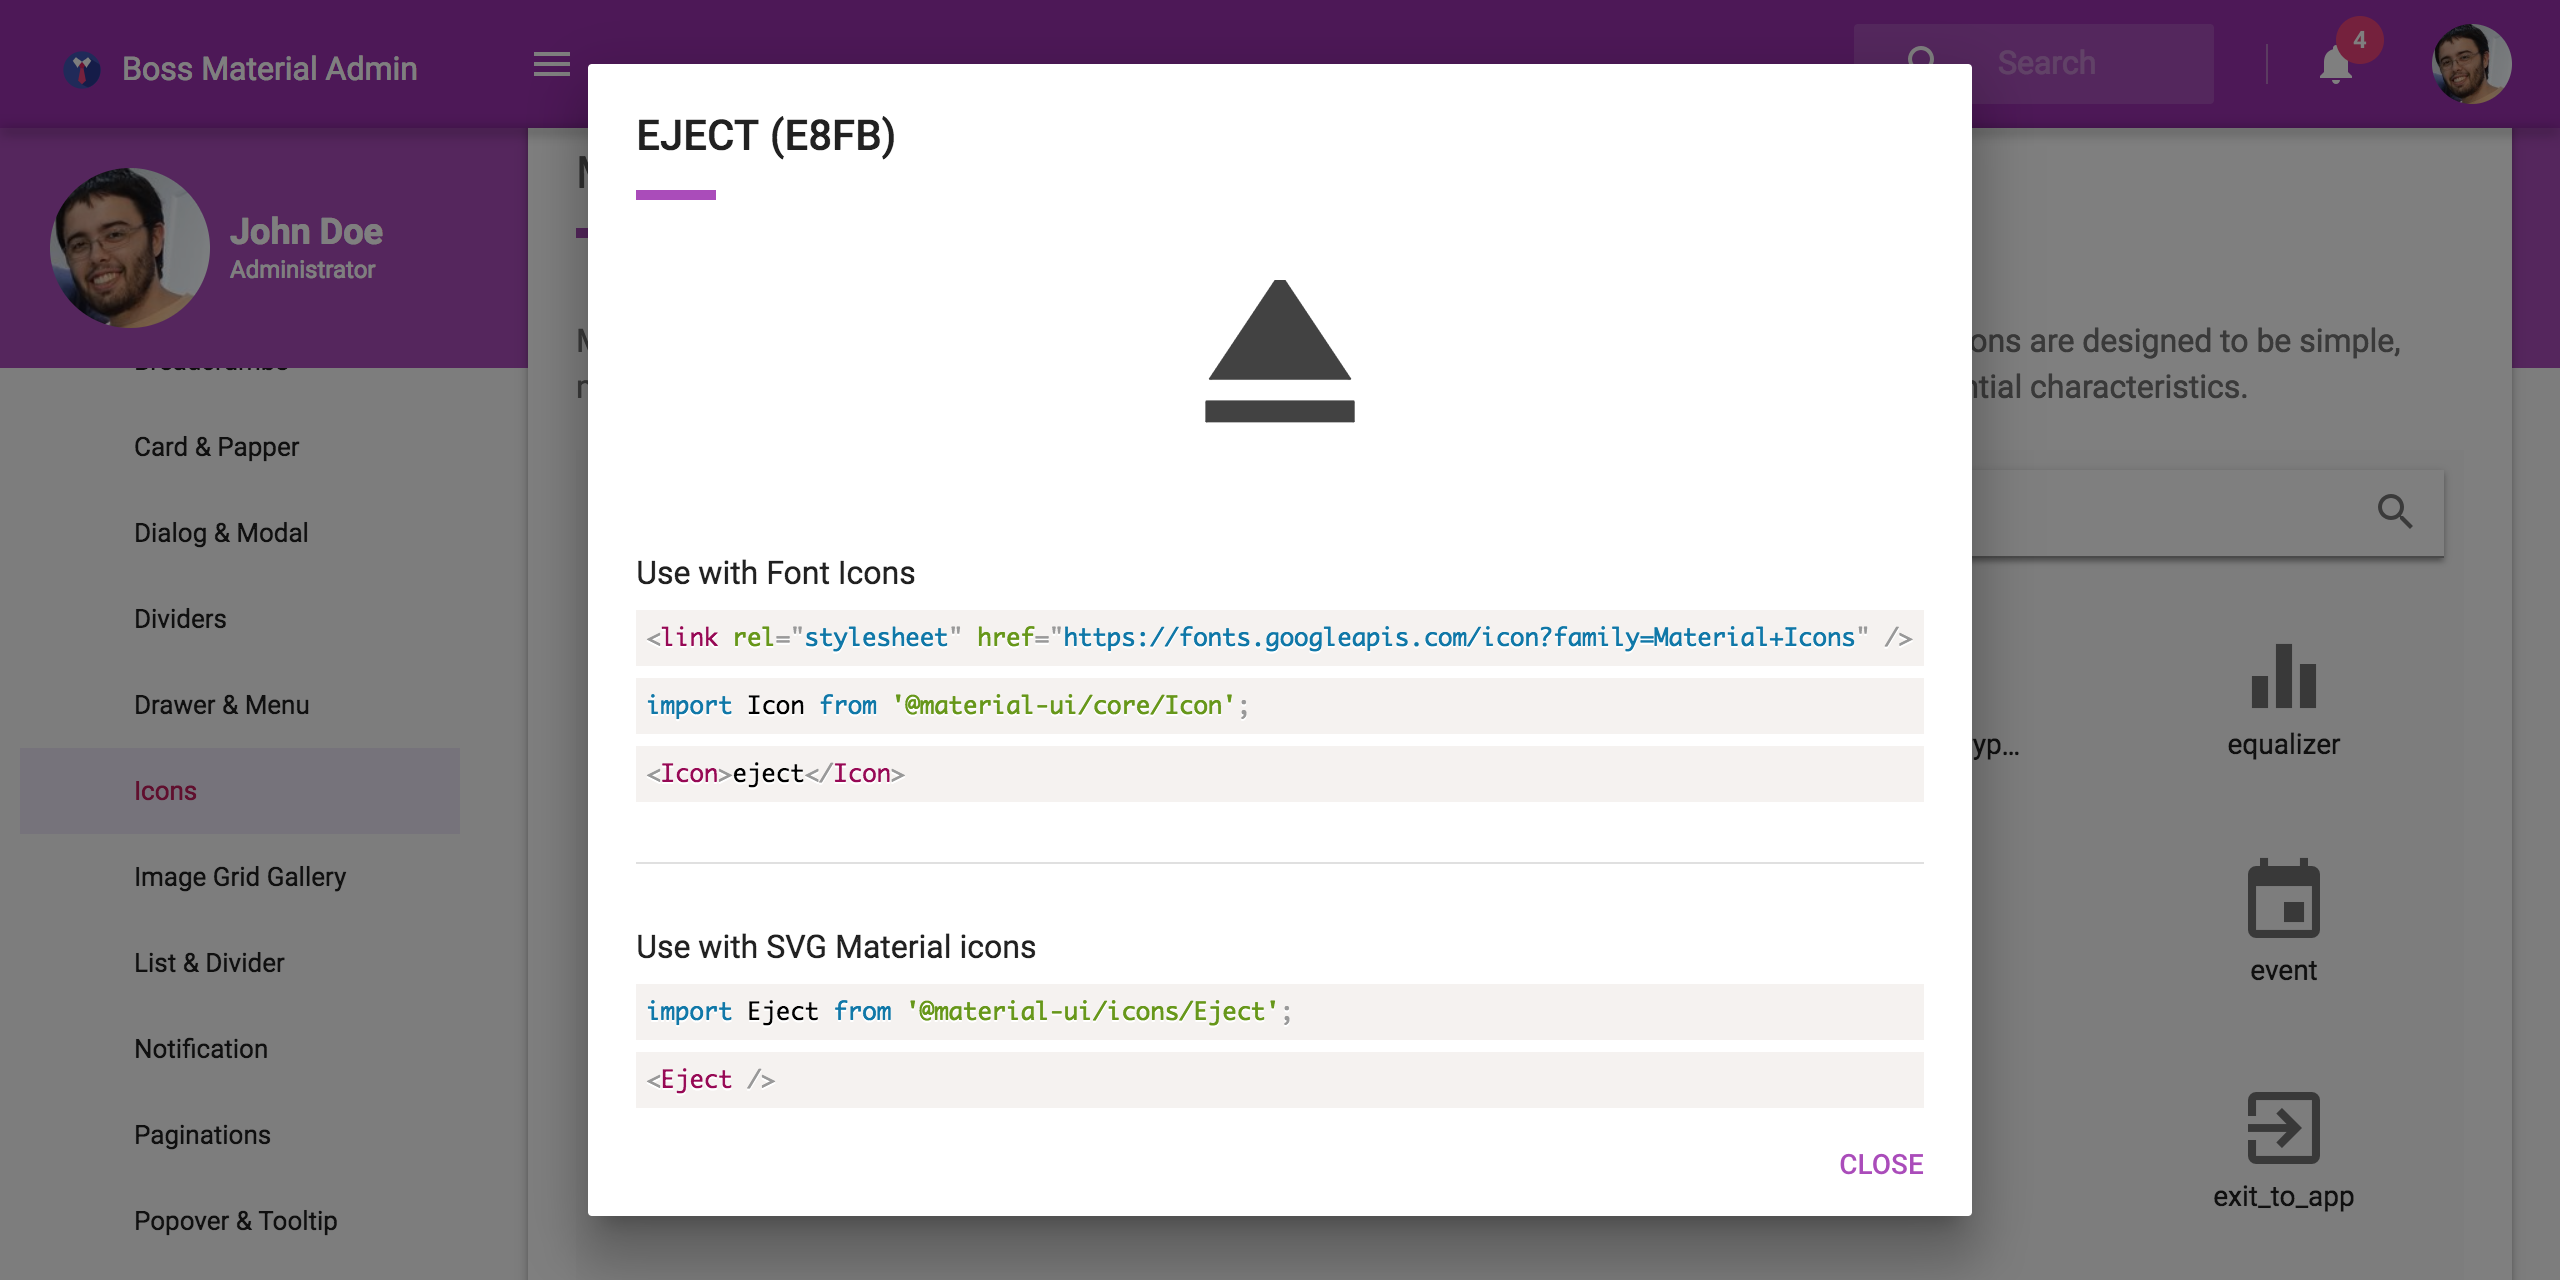 Boss Material Admin
Search
4
John Doe
Administrator
Card & Papper
Dialog & Modal
Dividers
Drawer & Menu
Icons
Image Grid Gallery
List & Divider
Notification
Paginations
Popover & Tooltip
EJECT (E8FB)
Use with Font Icons
<link rel="stylesheet" href="https://fonts.googleapis.com/icon?family=Material+Icons" />
import Icon from '@material-ui/core/Icon';
<Icon>eject</Icon>
Use with SVG Material icons
import Eject from '@material-ui/icons/Eject';
<Eject />
CLOSE
ons are designed to be simple,
ntial characteristics.
yp...
equalizer
event
exit_to_app